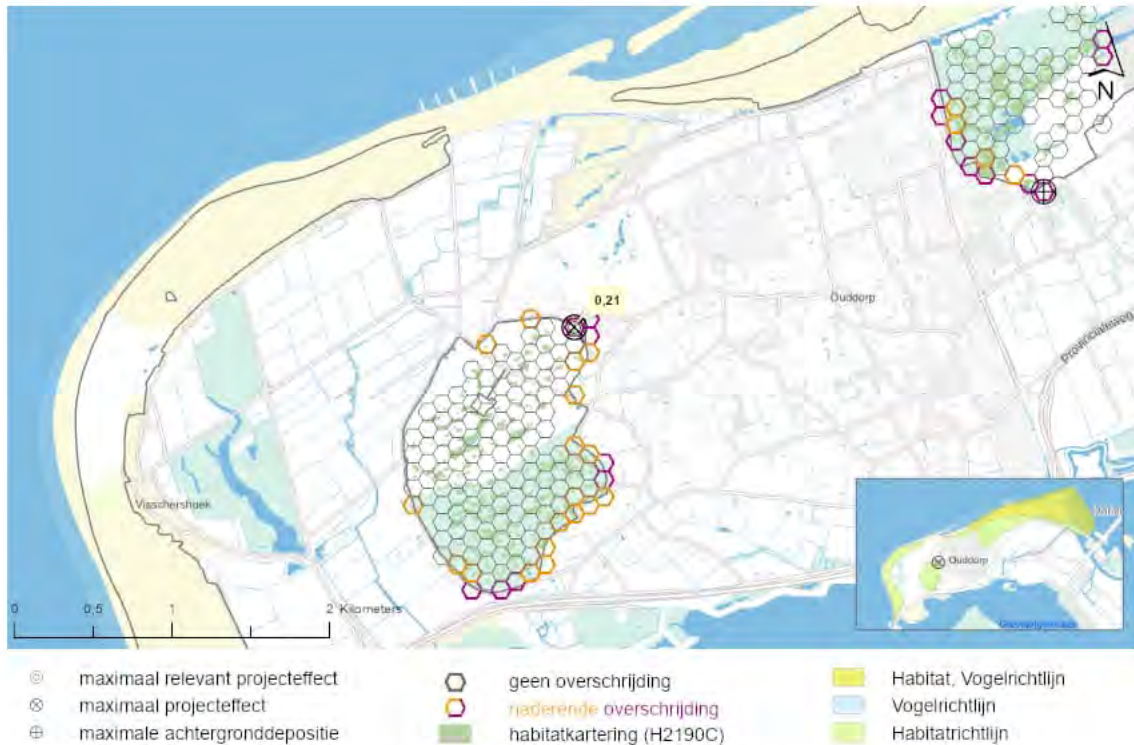 N
0,21
Ouddorp
Provincialeweg
Visschershoek
0 0,5 1 2 Kilometers
Ouddorp
Grevelingenmeer
maximaal relevant projecteffect
maximaal projecteffect
maximale achtergronddepositie
geen overschrijding
naderende overschrijding
habitatkartering (H2190C)
Habitat, Vogelrichtlijn
Vogelrichtlijn
Habitatrichtlijn